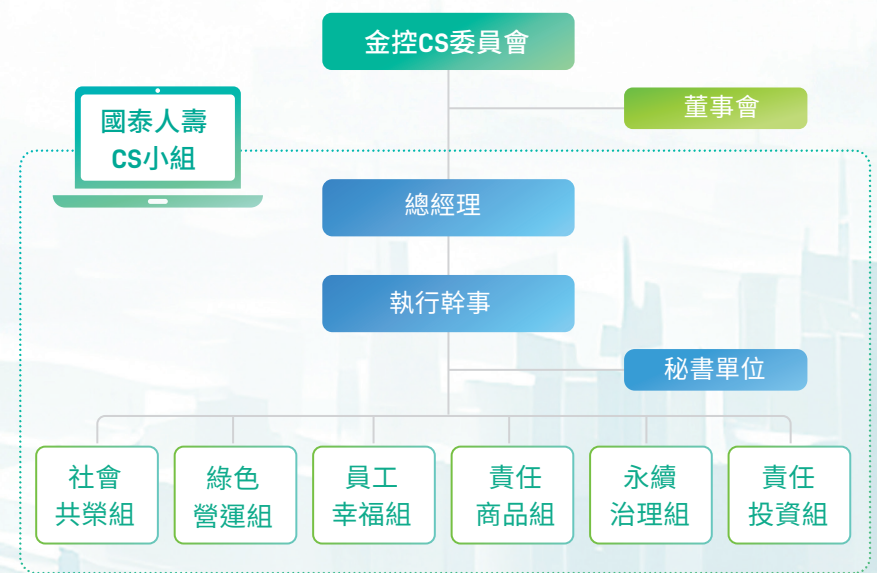 金控CS委員會
董事會
國泰人壽
CS小組
總經理
執行幹事
秘書單位
社會
共榮組
綠色
營運組
員工
幸福組
責任
商品組
永續
治理組
責任
投資組